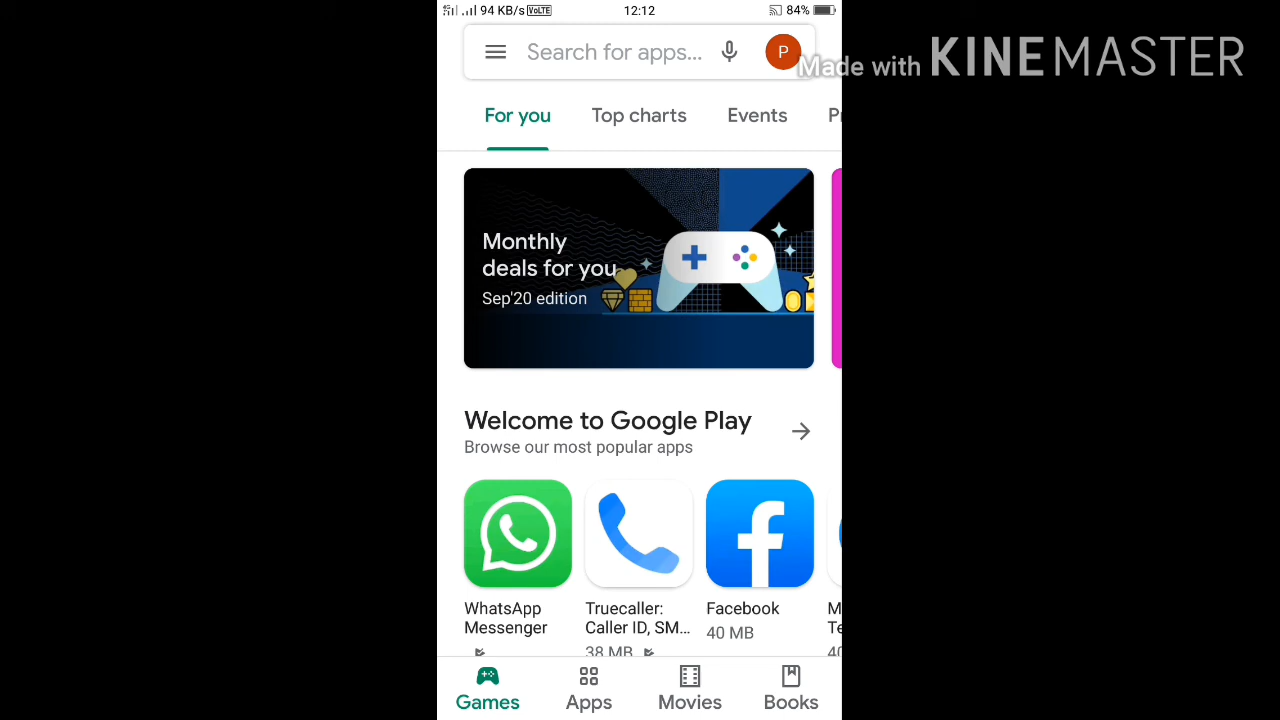 94 KB/s VoLTE 12:12 84%
Search for apps... P
Made with KINEMASTER
For you Top charts Events
Monthly
deals for you
Sep'20 edition
Welcome to Google Play
Browse our most popular apps
WhatsApp
Messenger
Truecaller:
Caller ID, SM...
38 MB
Facebook
40 MB
Games Apps Movies Books